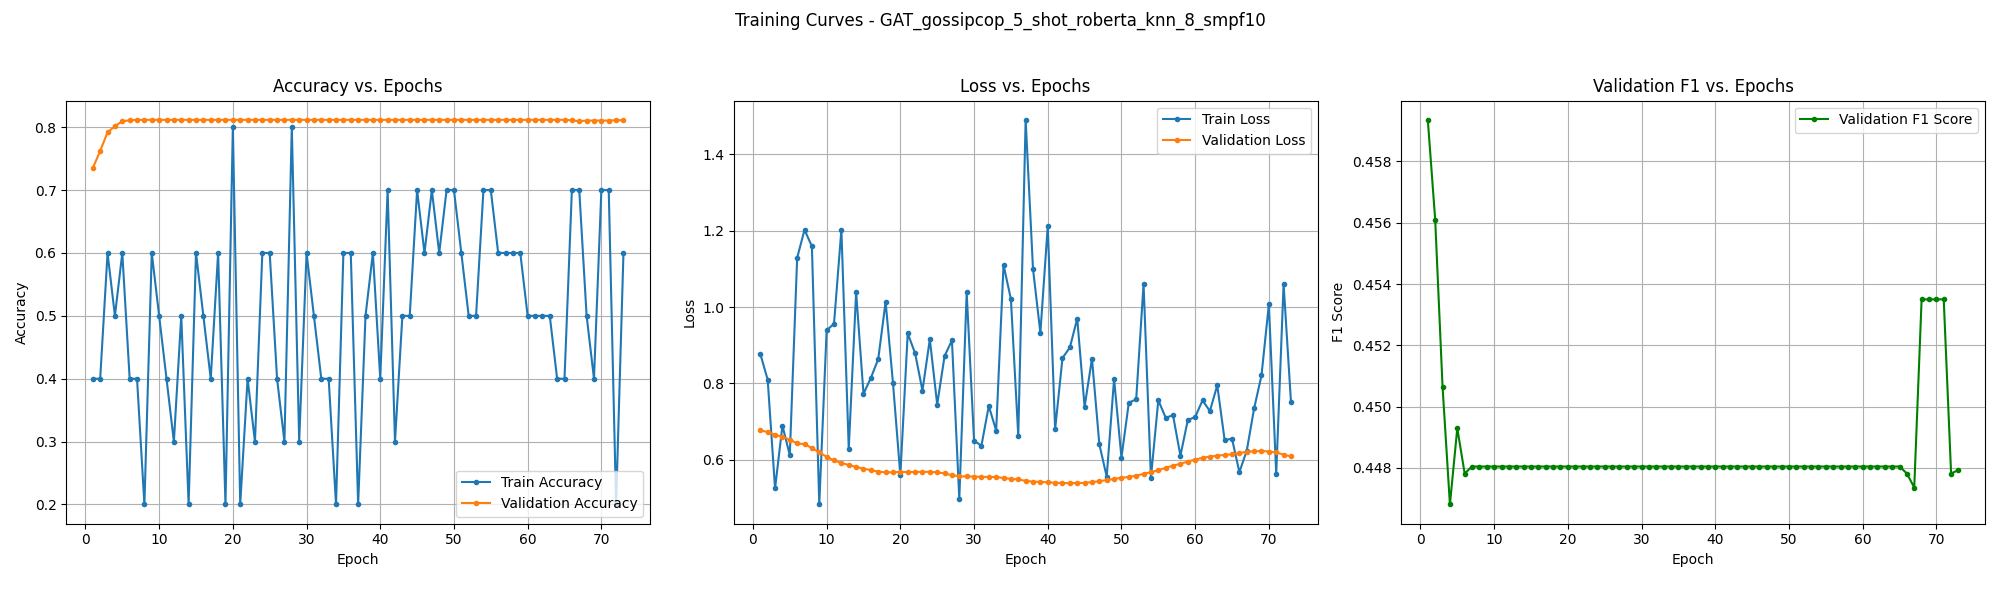 Training Curves - GAT_gossipcop_5_shot_roberta_knn_8_smpf10
Accuracy vs. Epochs
Accuracy
0.8
0.7
0.6
0.5
0.4
0.3
0.2
0 10 20 30 40 50 60 70
Epoch
Train Accuracy
Validation Accuracy
Loss vs. Epochs
Loss
1.4
1.2
1.0
0.8
0.6
0 10 20 30 40 50 60 70
Epoch
Train Loss
Validation Loss
Validation F1 vs. Epochs
F1 Score
0.458
0.456
0.454
0.452
0.450
0.448
0 10 20 30 40 50 60 70
Epoch
Validation F1 Score